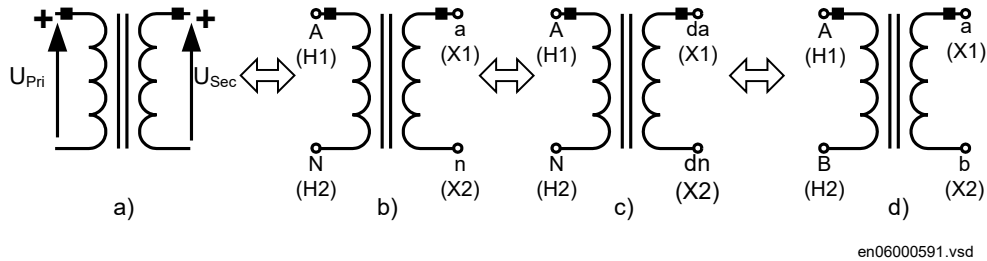 + + A a A da A a
(H1) (X1) (H1) (X1) (H1) (X1)
UPri USec
N n N dn B b
(H2) (X2) (H2) (X2) (H2) (X2)
a) b) c) d)
en06000591.vsd